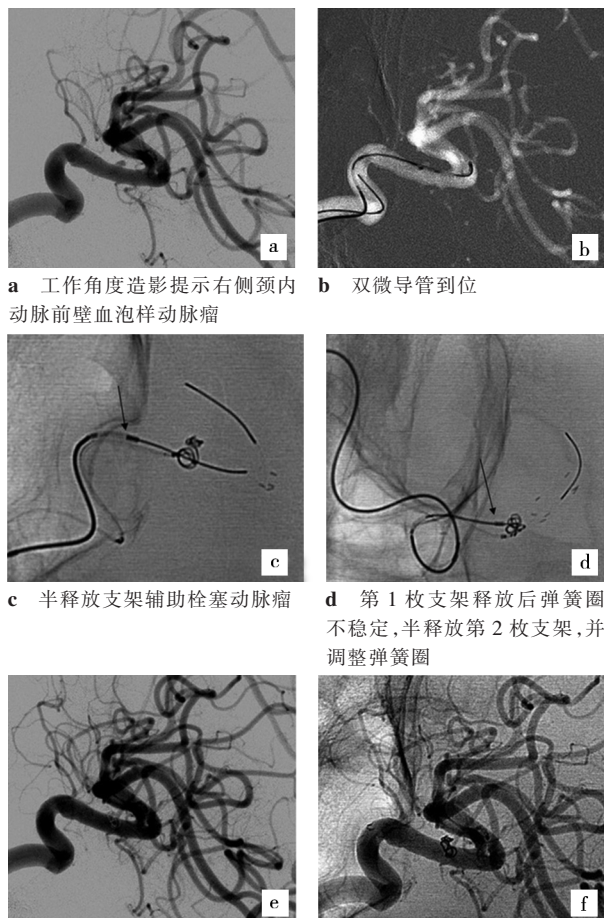 a
b
a 工作角度造影提示右侧颈内
动脉前壁血泡样动脉瘤
b 双微导管到位
c
d
c 半释放支架辅助栓塞动脉瘤
d 第 1 枚支架释放后弹簧圈
不稳定,半释放第 2 枚支架,并
调整弹簧圈
e
f